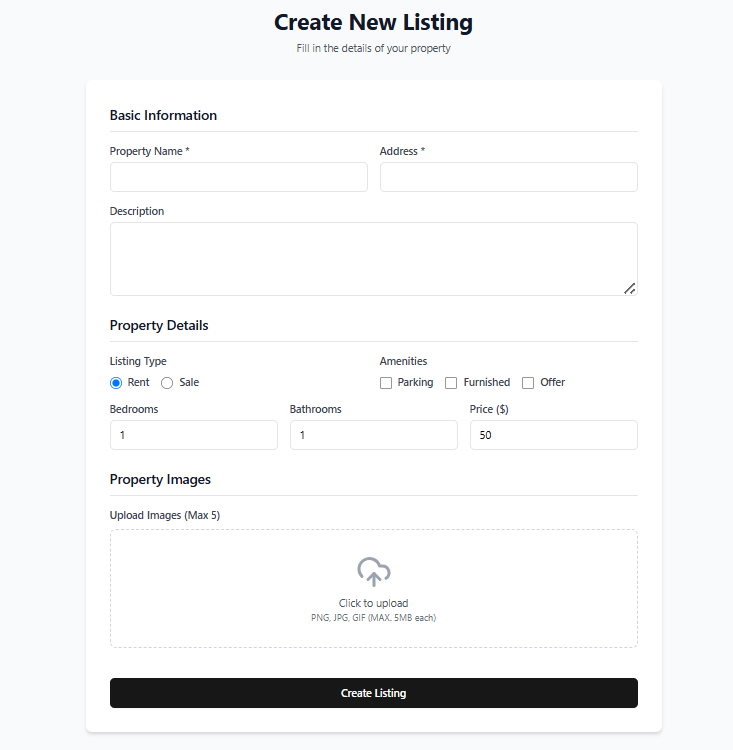 Create New Listing
Fill in the details of your property
Basic Information
Property Name * Address *
Description
Property Details
Listing Type Amenities
Rent Sale Parking Furnished Offer
Bedrooms Bathrooms Price ($)
1 1 50
Property Images
Upload Images (Max 5)
Click to upload
PNG, JPG, GIF (MAX. 5MB each)
Create Listing